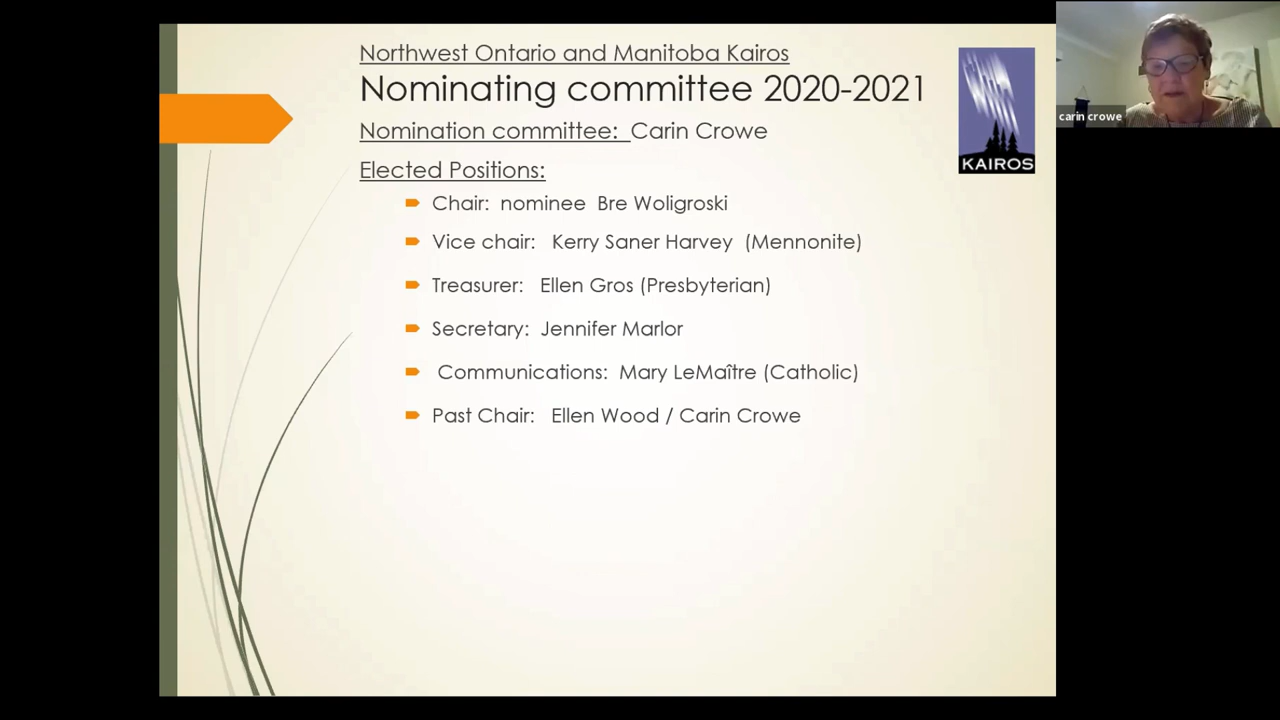 Northwest Ontario and Manitoba Kairos
Nominating committee 2020-2021
Nomination committee: Carin Crowe
Elected Positions:
Chair: nominee Bre Woligroski
Vice chair: Kerry Saner Harvey (Mennonite)
Treasurer: Ellen Gros (Presbyterian)
Secretary: Jennifer Marlor
Communications: Mary LeMaître (Catholic)
Past Chair: Ellen Wood / Carin Crowe
KAIROS
carin crowe